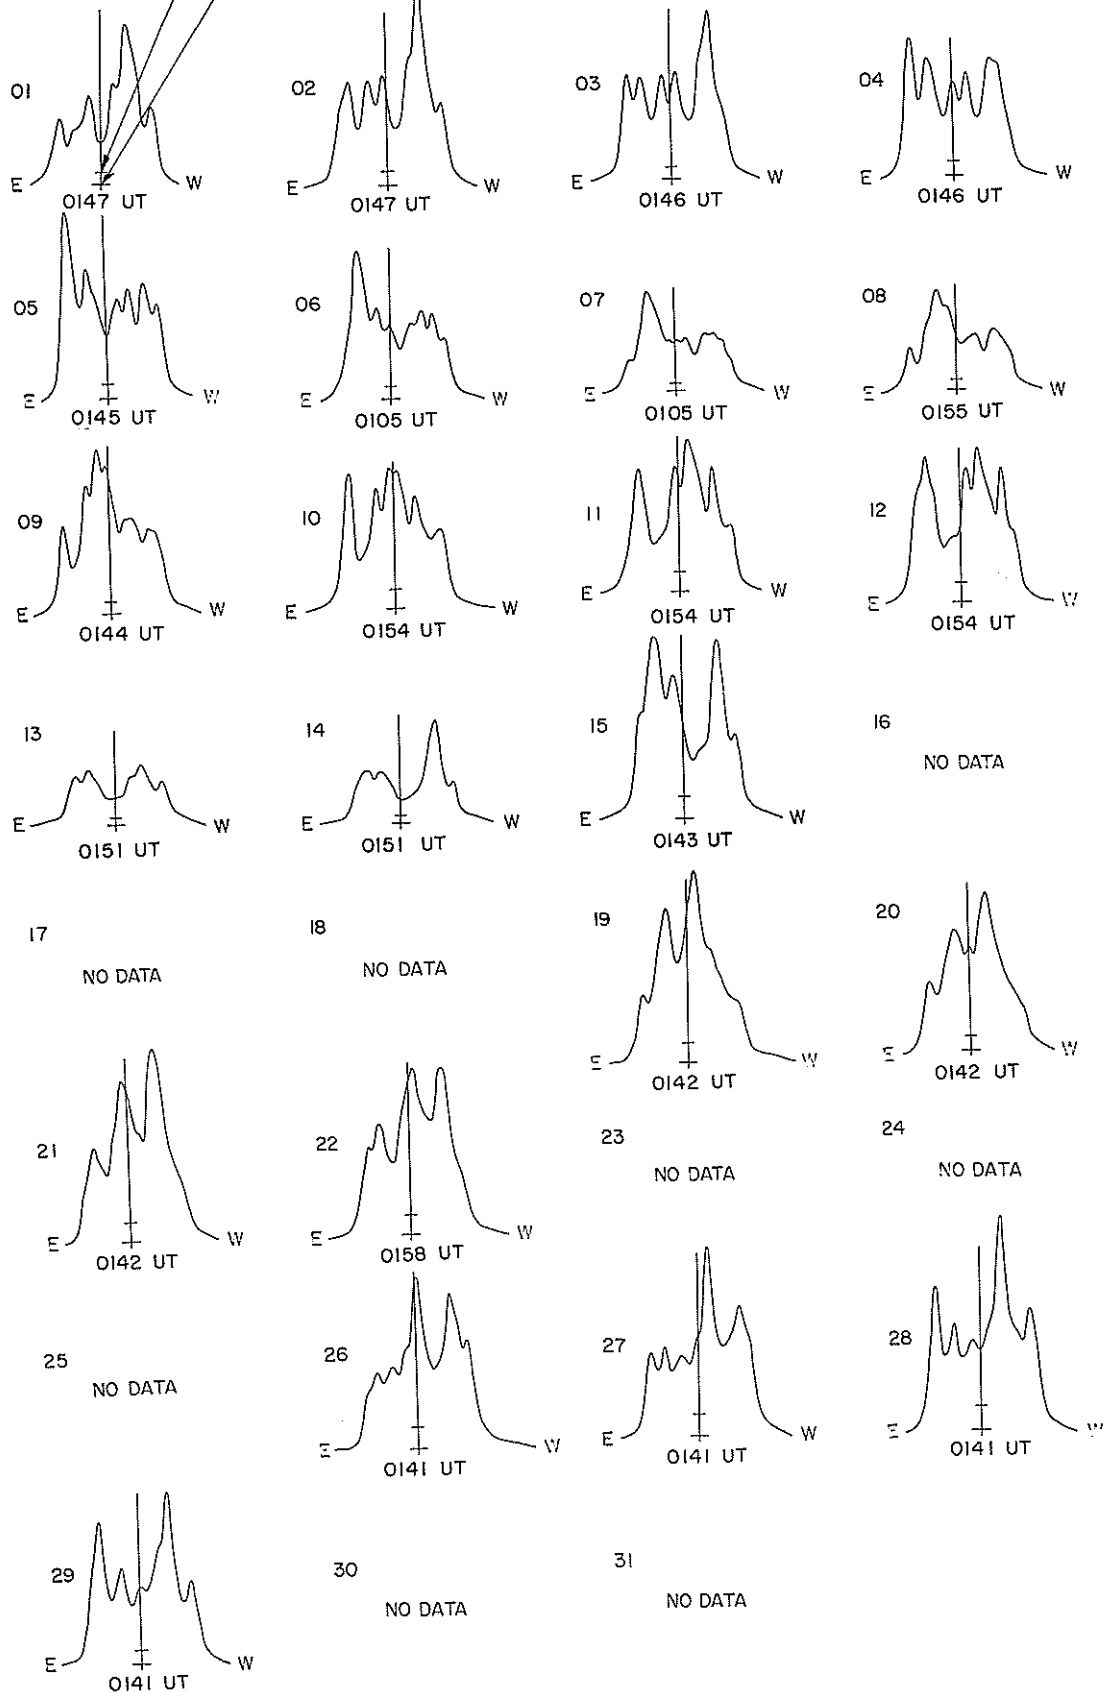 01
E W
0147 UT
02
E W
0147 UT
03
E W
0146 UT
04
E W
0146 UT
05
E W
0145 UT
06
E W
0105 UT
07
E W
0105 UT
08
E W
0155 UT
09
E W
0144 UT
10
E W
0154 UT
11
E W
0154 UT
12
E W
0154 UT
13
E W
0151 UT
14
E W
0151 UT
15
E W
0143 UT
16
NO DATA
17
NO DATA
18
NO DATA
19
E W
0142 UT
20
E W
0142 UT
21
E W
0142 UT
22
E W
0158 UT
23
NO DATA
24
NO DATA
25
NO DATA
26
E W
0141 UT
27
E W
0141 UT
28
E W
0141 UT
29
E W
0141 UT
30
NO DATA
31
NO DATA